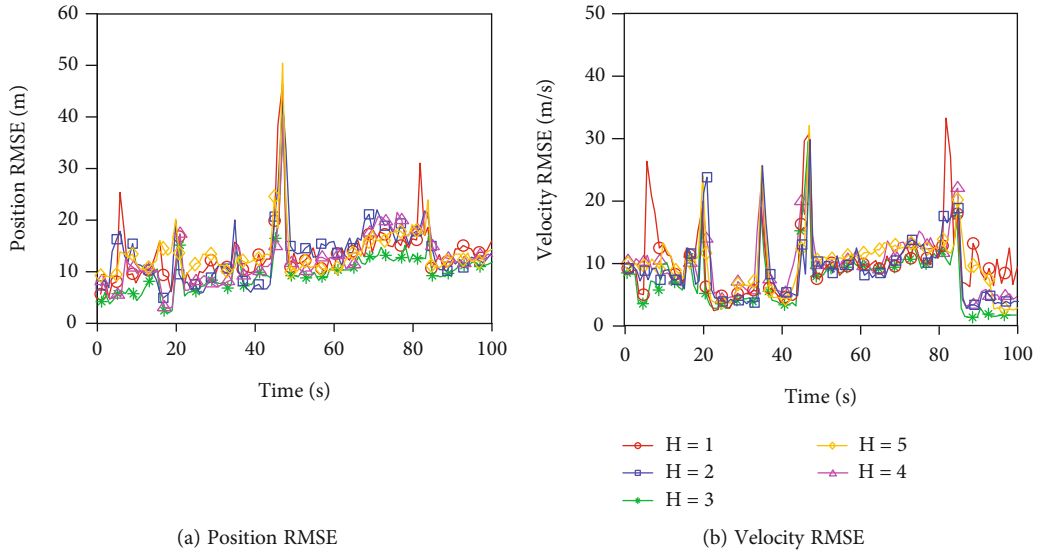 60
50
40
30
20
10
0
Position RMSE (m)
0
20
40
60
80
100
Time (s)
(a) Position RMSE
50
40
30
20
10
0
Velocity RMSE (m/s)
0
20
40
60
80
100
Time (s)
H = 1
H = 2
H = 3
H = 5
H = 4
(b) Velocity RMSE